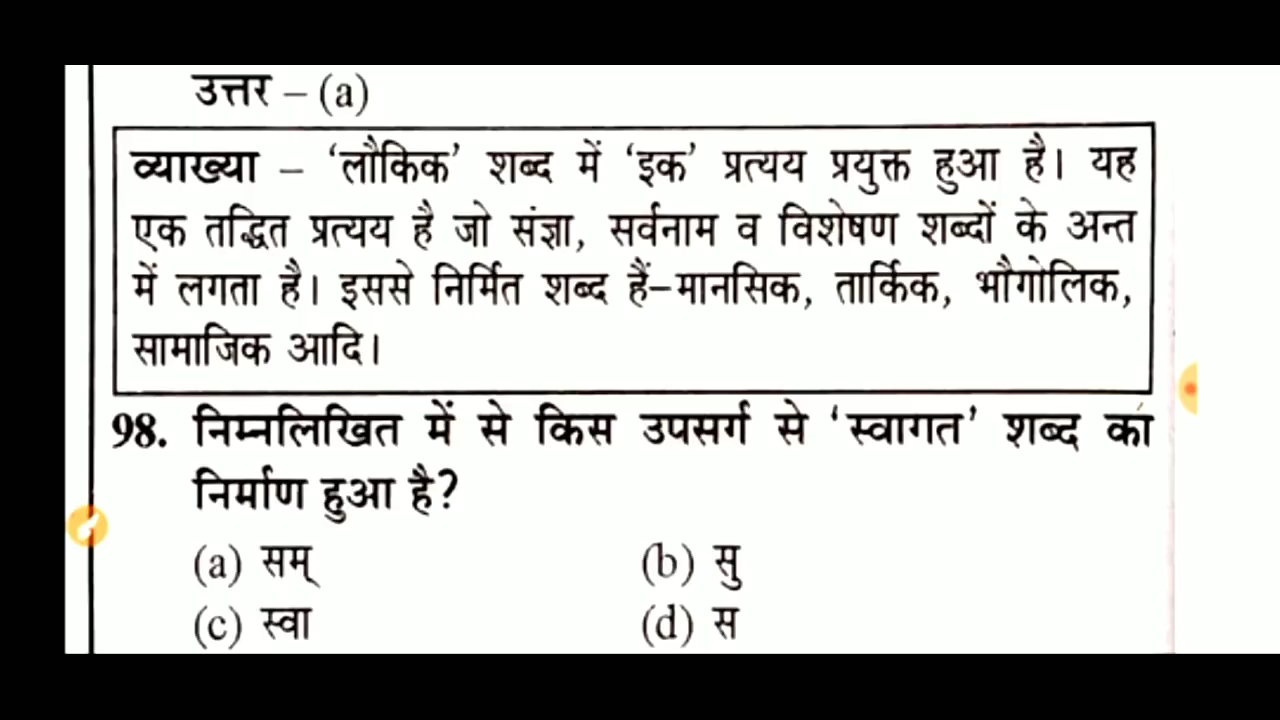 उत्तर – (a)
व्याख्या – ‘लौकिक’ शब्द में ‘इक’ प्रत्यय प्रयुक्त हुआ है। यह
एक तद्धित प्रत्यय है जो संज्ञा, सर्वनाम व विशेषण शब्दों के अन्त
में लगता है। इससे निर्मित शब्द हैं–मानसिक, तार्किक, भौगोलिक,
सामाजिक आदि।
98. निम्नलिखित में से किस उपसर्ग से ‘स्वागत’ शब्द का
निर्माण हुआ है?
(a) सम् (b) सु
(c) स्वा (d) स